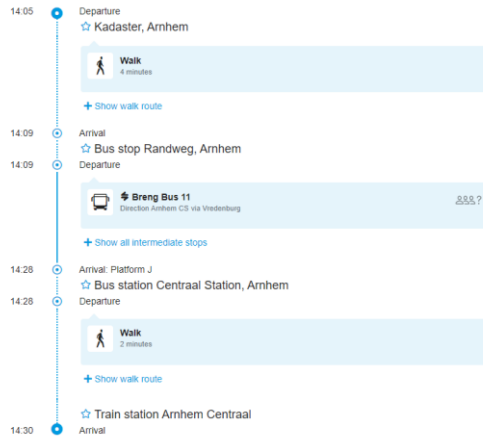 14:05 Departure
Kadaster, Arnhem
Walk
4 minutes
+ Show walk route
14:09 Arrival
Bus stop Randweg, Arnhem
14:09 Departure
Breng Bus 11
?
Direction Arnhem CS via Vredenburg
+ Show all intermediate stops
14:28 Arrival: Platform J
Bus station Centraal Station, Arnhem
14:28 Departure
Walk
2 minutes
+ Show walk route
Train station Arnhem Centraal
14:30 Arrival